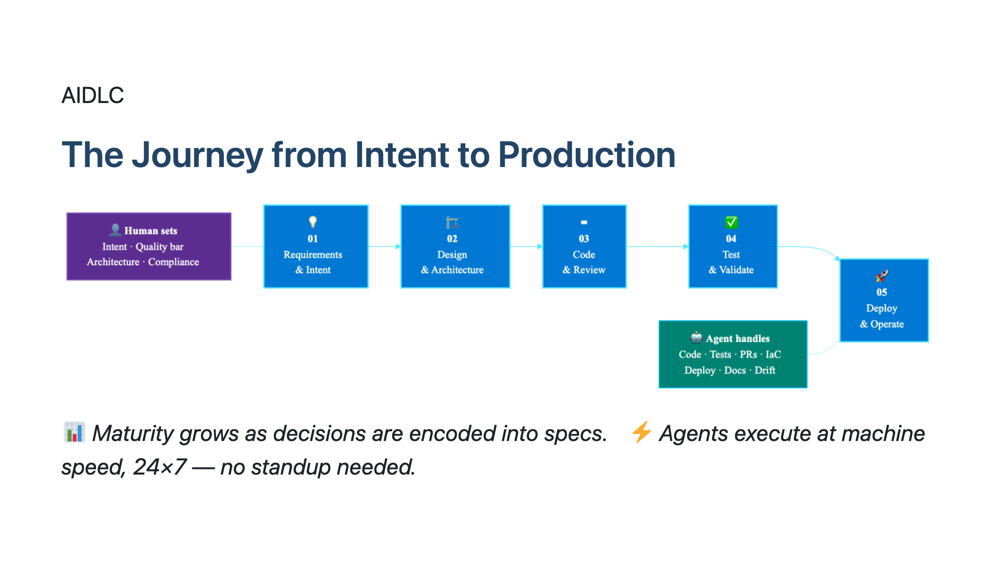 AIDLC
The Journey from Intent to Production
👤 Human sets
Intent · Quality bar
Architecture · Compliance
💡
01
Requirements
& Intent
🏗️
02
Design
& Architecture
03
Code
& Review
✅
04
Test
& Validate
🚀
05
Deploy
& Operate
🤖 Agent handles
Code · Tests · PRs · IaC
Deploy · Docs · Drift
📊 Maturity grows as decisions are encoded into specs. ⚡ Agents execute at machine
speed, 24×7 — no standup needed.